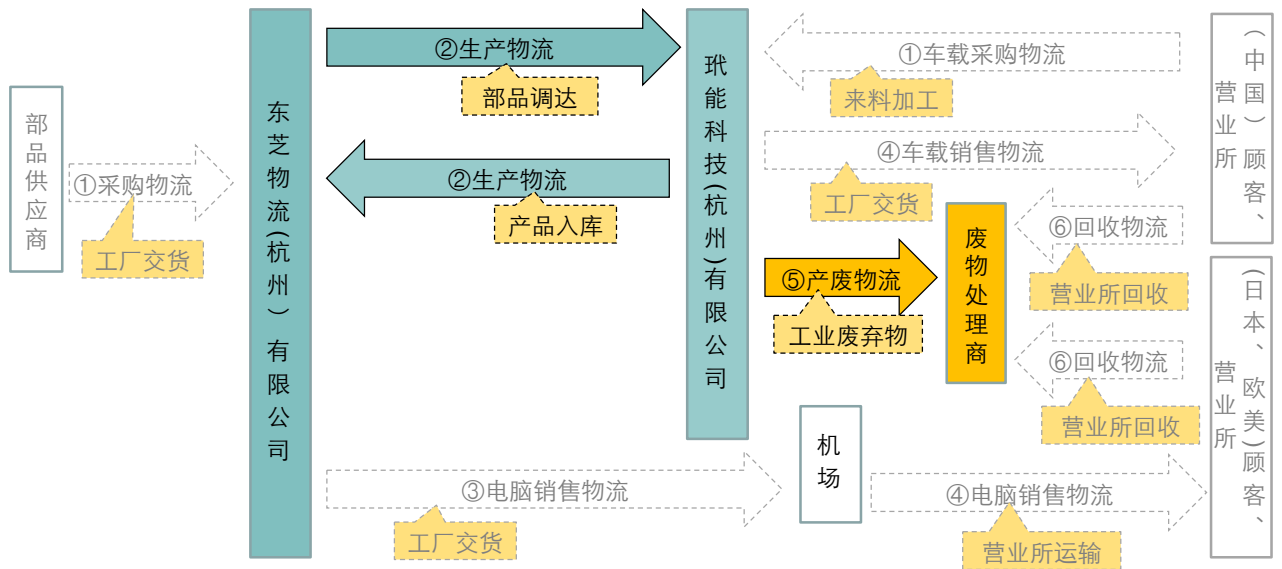 部品供应商
①采购物流
工厂交货
东芝物流(杭州）有限公司
②生产物流
部品调达
②生产物流
产品入库
玳能科技(杭州)有限公司
①车载采购物流
来料加工
④车载销售物流
工厂交货
⑤产废物流
工业废弃物
废物处理商
⑥回收物流
营业所回收
⑥回收物流
营业所回收
③电脑销售物流
工厂交货
机场
④电脑销售物流
营业所运输
（中国）顾客、
营业所
(日本、欧美)顾客、
营业所